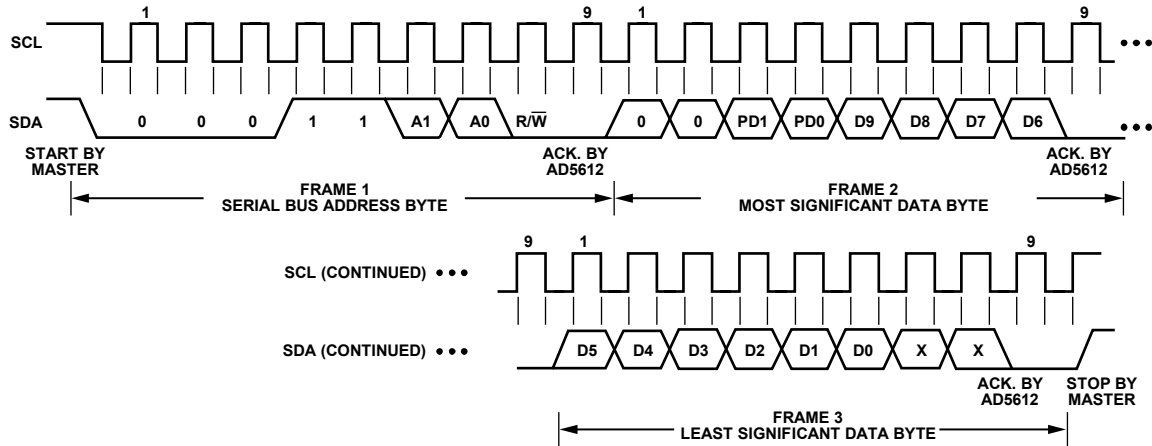 1 9 1 9
SCL
SDA 0 0 0 1 1 A1 A0 R/W̅ 0 0 PD1 PD0 D9 D8 D7 D6
START BY
MASTER
ACK. BY
AD5612
ACK. BY
AD5612
FRAME 1
SERIAL BUS ADDRESS BYTE
FRAME 2
MOST SIGNIFICANT DATA BYTE
9 1 9
SCL (CONTINUED)
SDA (CONTINUED) D5 D4 D3 D2 D1 D0 X X
ACK. BY
AD5612
STOP BY
MASTER
FRAME 3
LEAST SIGNIFICANT DATA BYTE